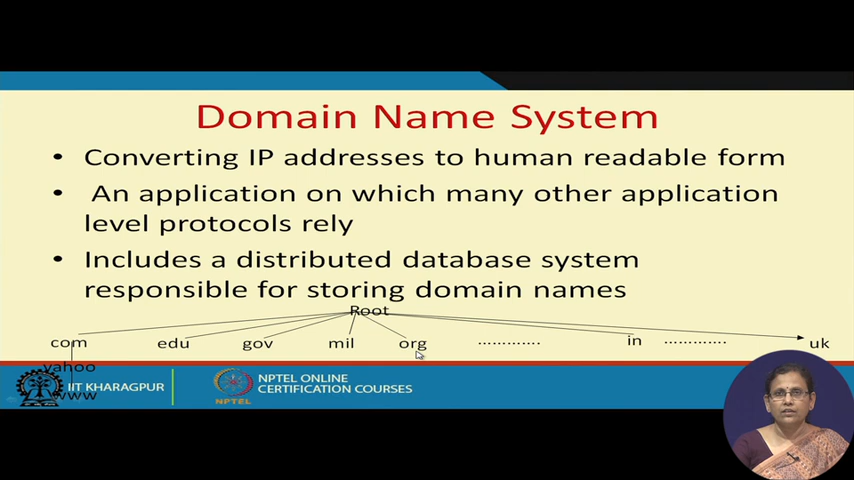 Domain Name System
• Converting IP addresses to human readable form
• An application on which many other application
level protocols rely
• Includes a distributed database system
responsible for storing domain names
Root
com edu gov mil org ............. in ............. uk
yahoo
www
IIT KHARAGPUR
NPTEL
NPTEL ONLINE
CERTIFICATION COURSES